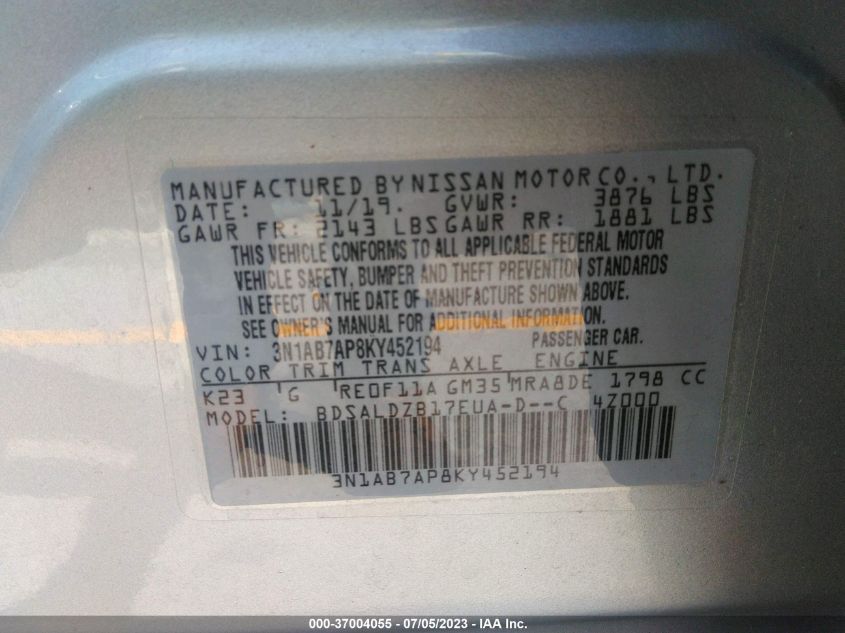 MANUFACTURED BY NISSAN MOTOR CO., LTD.
DATE: 11/19. GVWR: 3876 LBS
GAWR FR: 2143 LBS GAWR RR: 1881 LBS
THIS VEHICLE CONFORMS TO ALL APPLICABLE FEDERAL MOTOR
VEHICLE SAFETY, BUMPER AND THEFT PREVENTION STANDARDS
IN EFFECT ON THE DATE OF MANUFACTURE SHOWN ABOVE.
SEE OWNER'S MANUAL FOR ADDITIONAL INFORMATION.
VIN: 3N1AB7AP8KY452194 PASSENGER CAR.
COLOR TRIM TRANS AXLE ENGINE
K23 'G 'RE0F11A GM35'MRA8DE 1798 CC
MODEL: BDSALDZB17EUA-D--C 4Z000
3N1AB7AP8KY452194
000-37004055 - 07/05/2023 - IAA Inc.